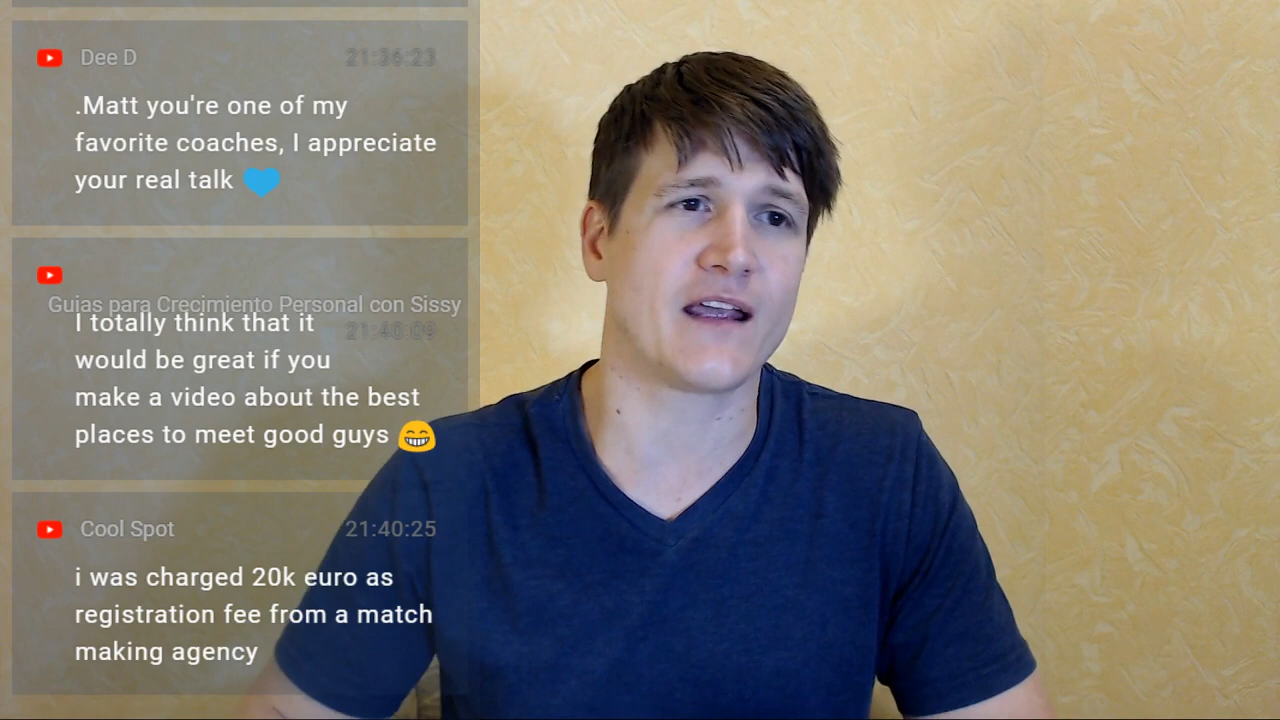 Dee D 21:36:23
.Matt you're one of my
favorite coaches, I appreciate
your real talk 💙
Guias para Crecimiento Personal con Sissy
I totally think that it
21:40:09
would be great if you
make a video about the best
places to meet good guys 😁
Cool Spot 21:40:25
i was charged 20k euro as
registration fee from a match
making agency